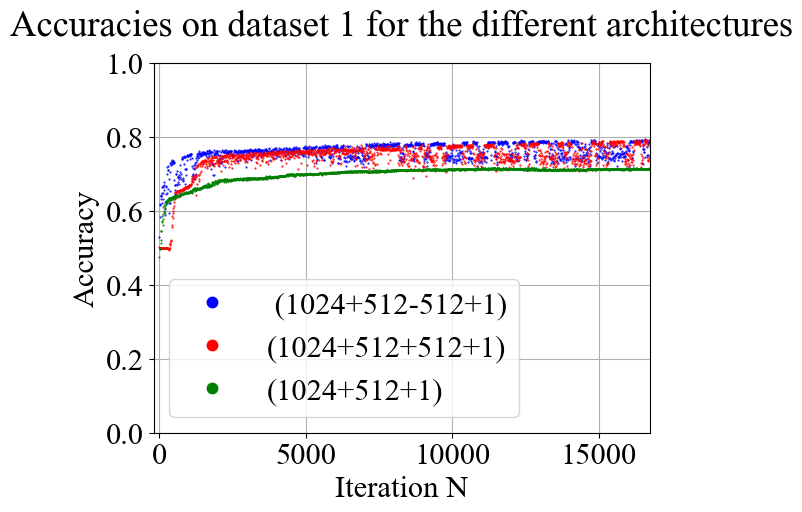 Accuracies on dataset 1 for the different architectures
1.0
0.8
0.6
0.4
0.2
0.0
Accuracy
(1024+512-512+1)
(1024+512+512+1)
(1024+512+1)
0 5000 10000 15000
Iteration N